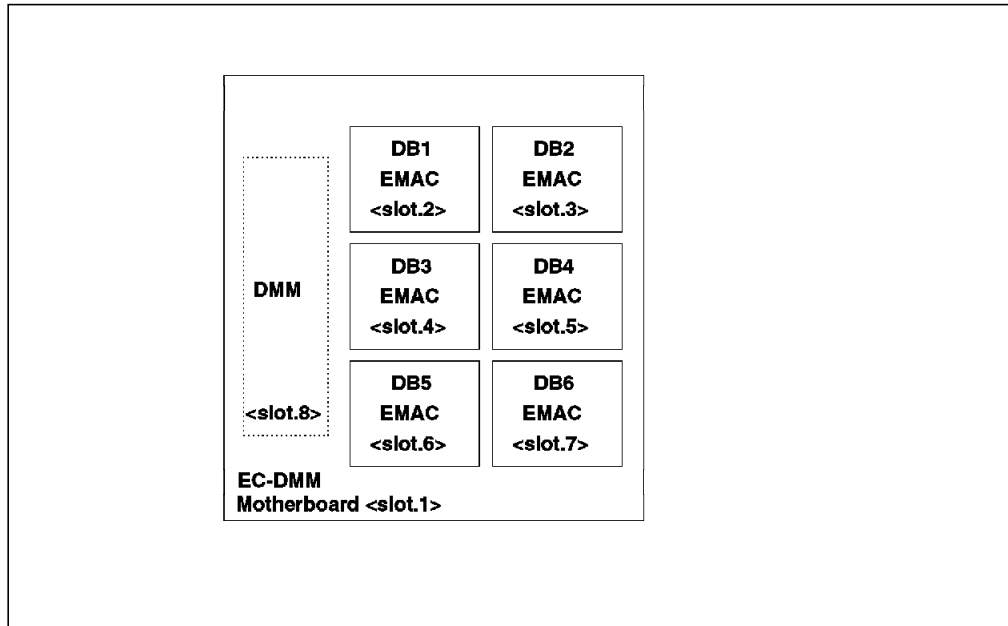 DB1
EMAC
<slot.2>
DB2
EMAC
<slot.3>
DMM
<slot.8>
DB3
EMAC
<slot.4>
DB4
EMAC
<slot.5>
DB5
EMAC
<slot.6>
DB6
EMAC
<slot.7>
EC-DMM
Motherboard <slot.1>